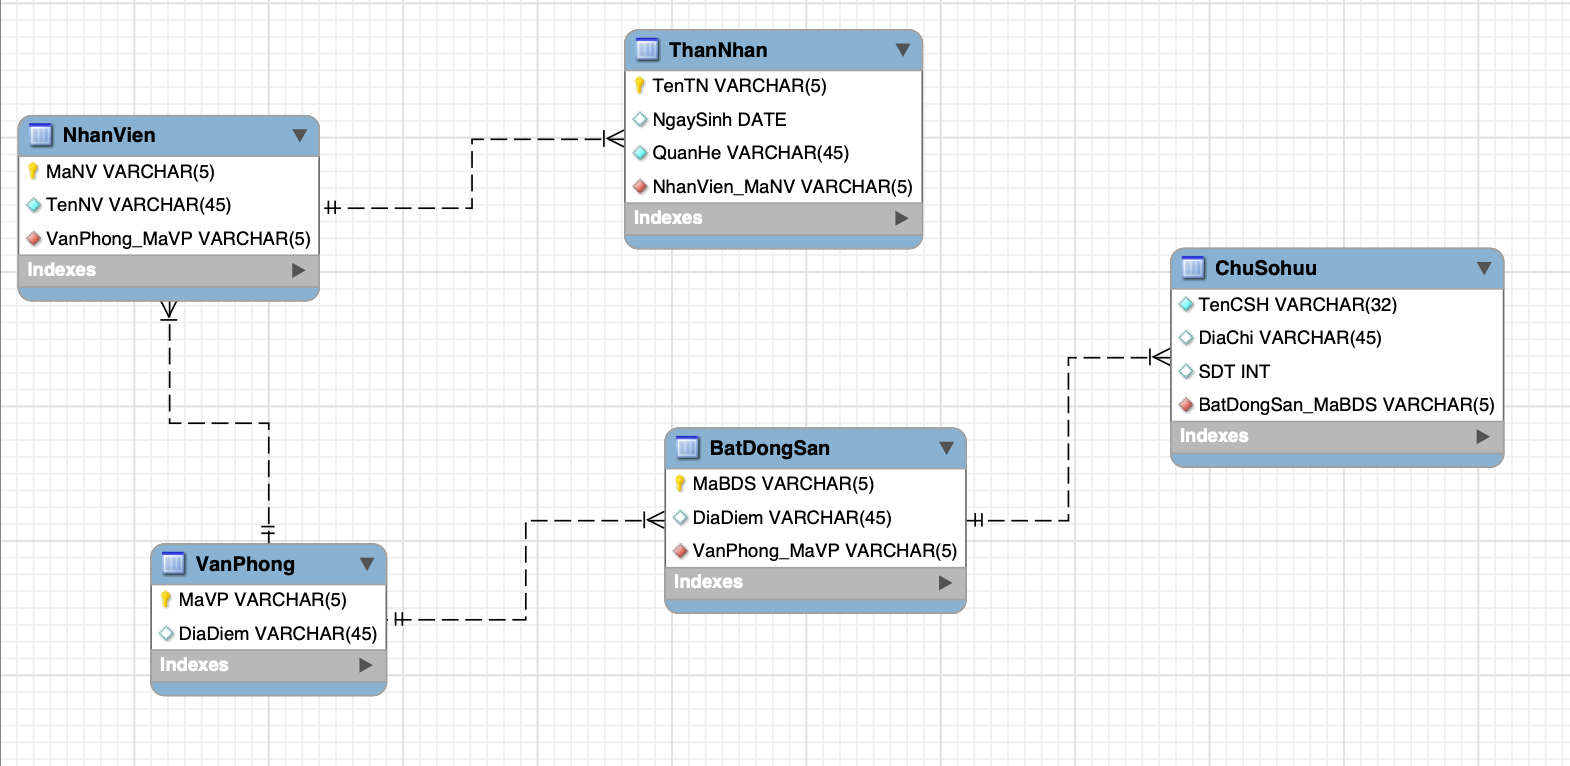 ThanNhan
TenTN VARCHAR(5)
NgaySinh DATE
QuanHe VARCHAR(45)
NhanVien_MaNV VARCHAR(5)
Indexes
NhanVien
MaNV VARCHAR(5)
TenNV VARCHAR(45)
VanPhong_MaVP VARCHAR(5)
Indexes
ChuSohuu
TenCSH VARCHAR(32)
DiaChi VARCHAR(45)
SDT INT
BatDongSan_MaBDS VARCHAR(5)
Indexes
BatDongSan
MaBDS VARCHAR(5)
DiaDiem VARCHAR(45)
VanPhong_MaVP VARCHAR(5)
Indexes
VanPhong
MaVP VARCHAR(5)
DiaDiem VARCHAR(45)
Indexes